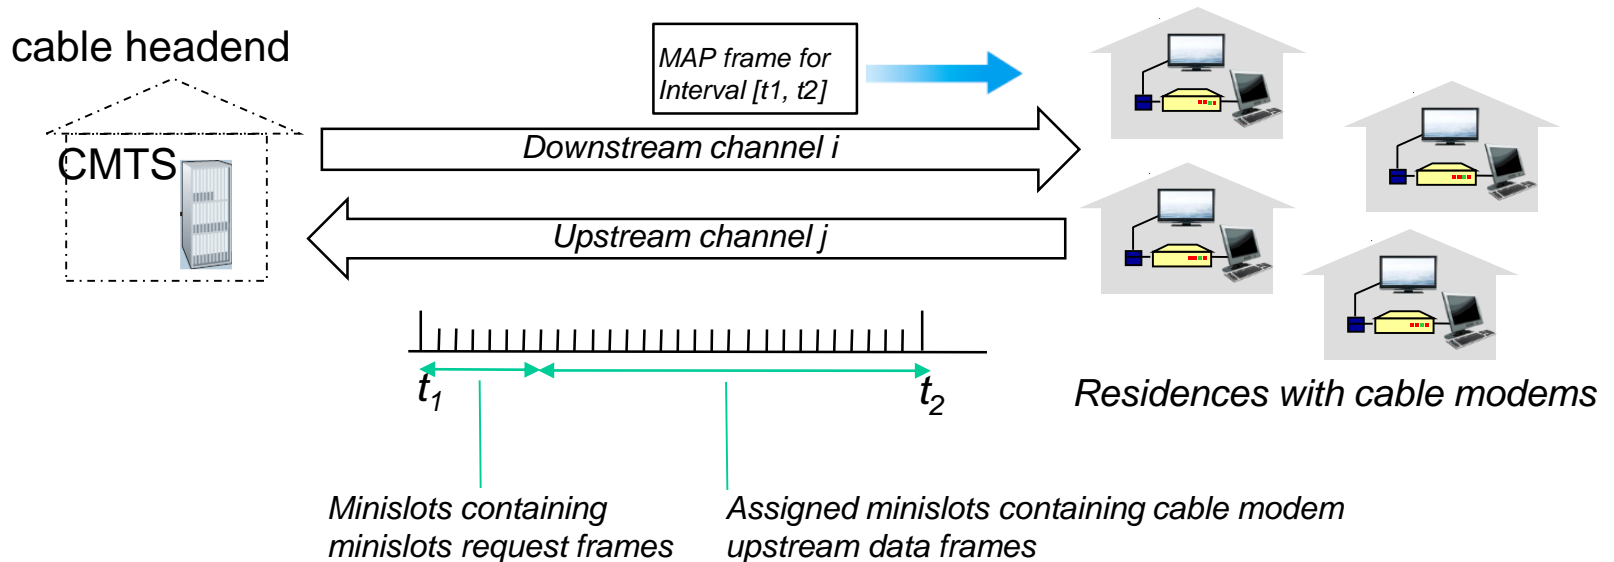 cable headend
MAP frame for
Interval [t1, t2]
CMTS
Downstream channel i
Upstream channel j
t1
t2
Residences with cable modems
Minislots containing
minislots request frames
Assigned minislots containing cable modem
upstream data frames